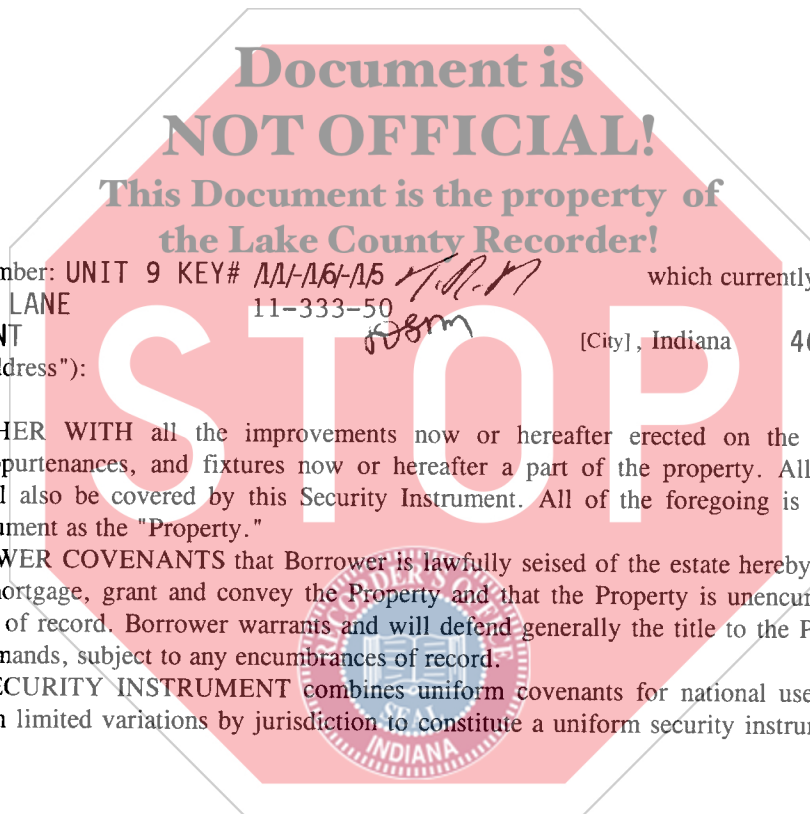 Document is
NOT OFFICIAL!
This Document is the property of
the Lake County Recorder!
mber: UNIT 9 KEY# 11-16-15 T.R.M which currently
LANE 11-333-50
NT [City], Indiana 4
dress"):
STOP
HER WITH all the improvements now or hereafter erected on the
purtenances, and fixtures now or hereafter a part of the property. All
l also be covered by this Security Instrument. All of the foregoing is
ument as the "Property."
WER COVENANTS that Borrower is lawfully seised of the estate hereby
ortgage, grant and convey the Property and that the Property is unencu
of record. Borrower warrants and will defend generally the title to the P
mands, subject to any encumbrances of record.
ECURITY INSTRUMENT combines uniform covenants for national use
n limited variations by jurisdiction to constitute a uniform security instru
RECORDER'S OFFICE
SEAL
INDIANA